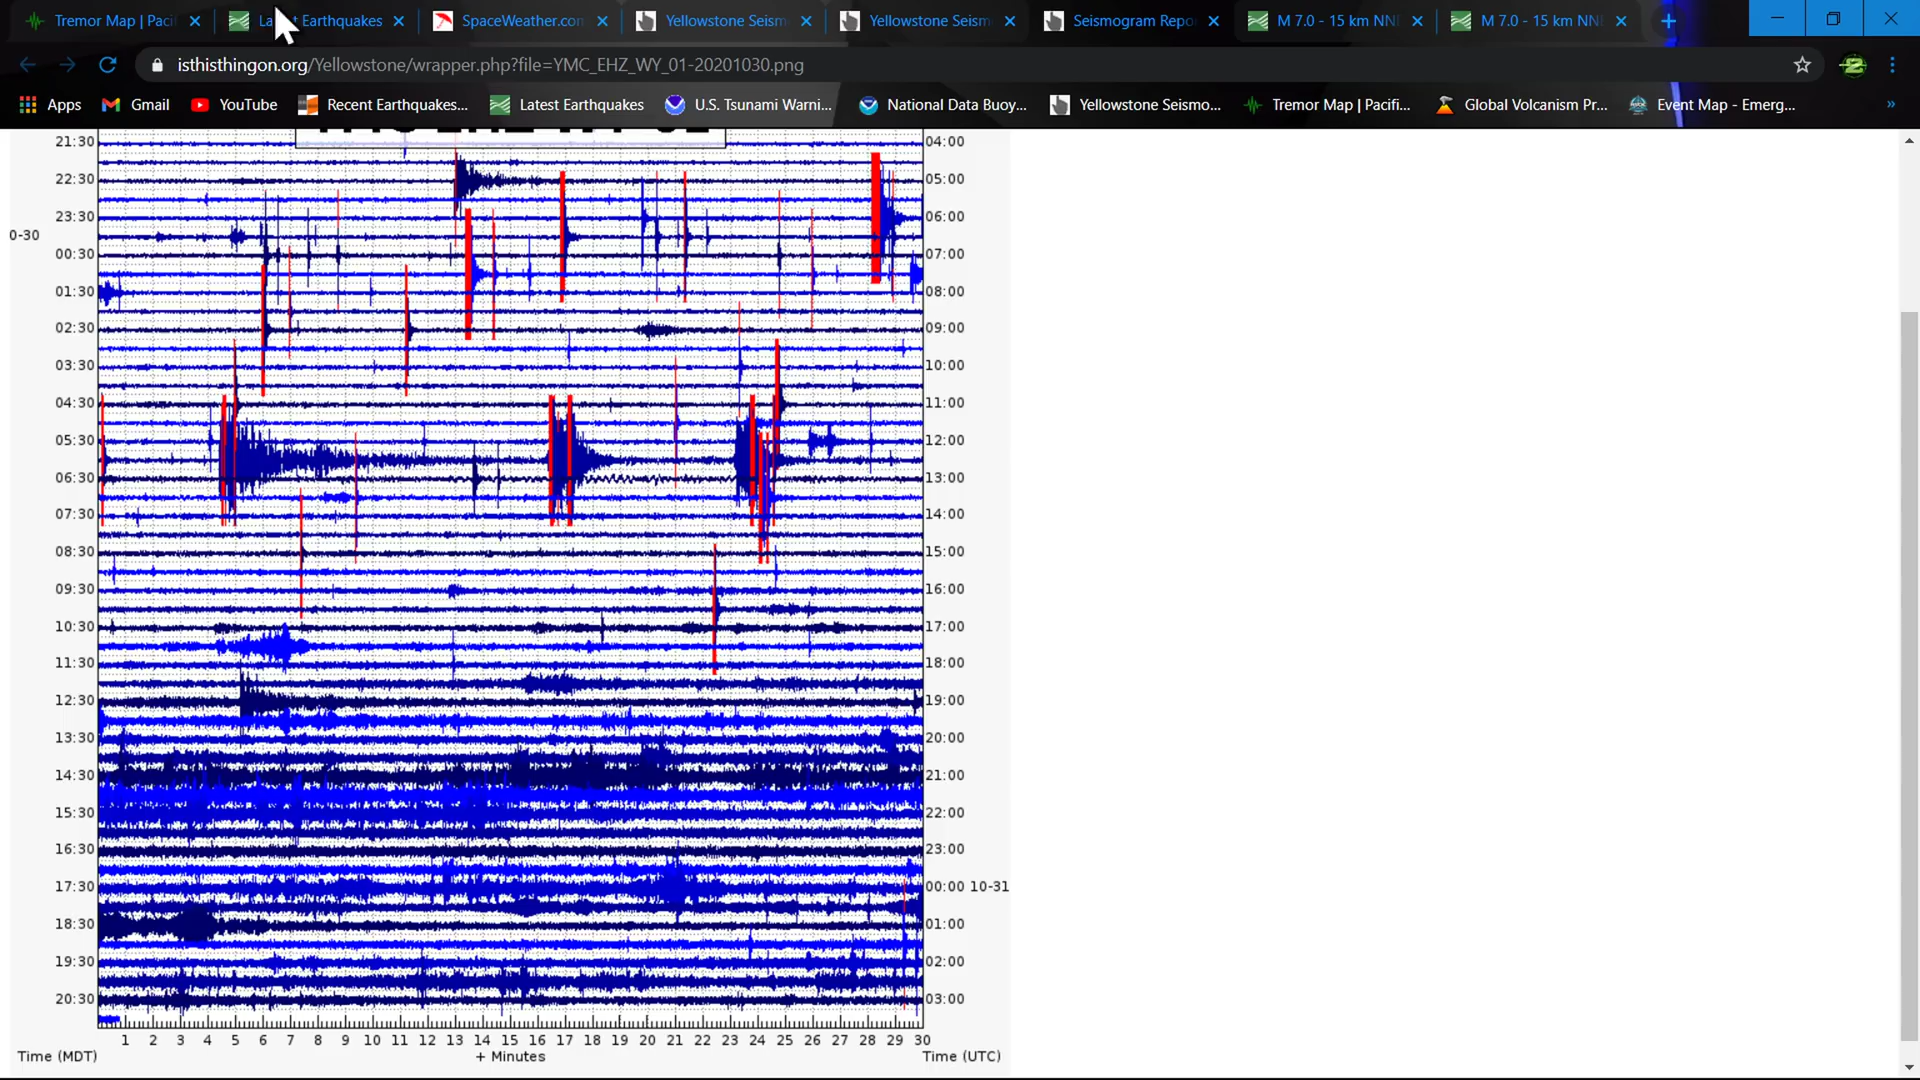 Tremor Map | Paci
Earthquakes
SpaceWeather.com
Yellowstone Seism
Yellowstone Seism
Seismogram Repo
M 7.0 - 15 km NN
M 7.0 - 15 km NN
isthisthingon.org/Yellowstone/wrapper.php?file=YMC_EHZ_WY_01-20201030.png
Apps Gmail YouTube Recent Earthquakes... Latest Earthquakes U.S. Tsunami Warni... National Data Buoy... Yellowstone Seismo... Tremor Map | Pacifi... Global Volcanism Pr... Event Map - Emerg... »
21:30 04:00
22:30 05:00
23:30 06:00
0-30
00:30 07:00
01:30 08:00
02:30 09:00
03:30 10:00
04:30 11:00
05:30 12:00
06:30 13:00
07:30 14:00
08:30 15:00
09:30 16:00
10:30 17:00
11:30 18:00
12:30 19:00
13:30 20:00
14:30 21:00
15:30 22:00
16:30 23:00
17:30 00:00 10-31
18:30 01:00
19:30 02:00
20:30 03:00
1 2 3 4 5 6 7 8 9 10 11 12 13 14 15 16 17 18 19 20 21 22 23 24 25 26 27 28 29 30
Time (MDT) + Minutes Time (UTC)